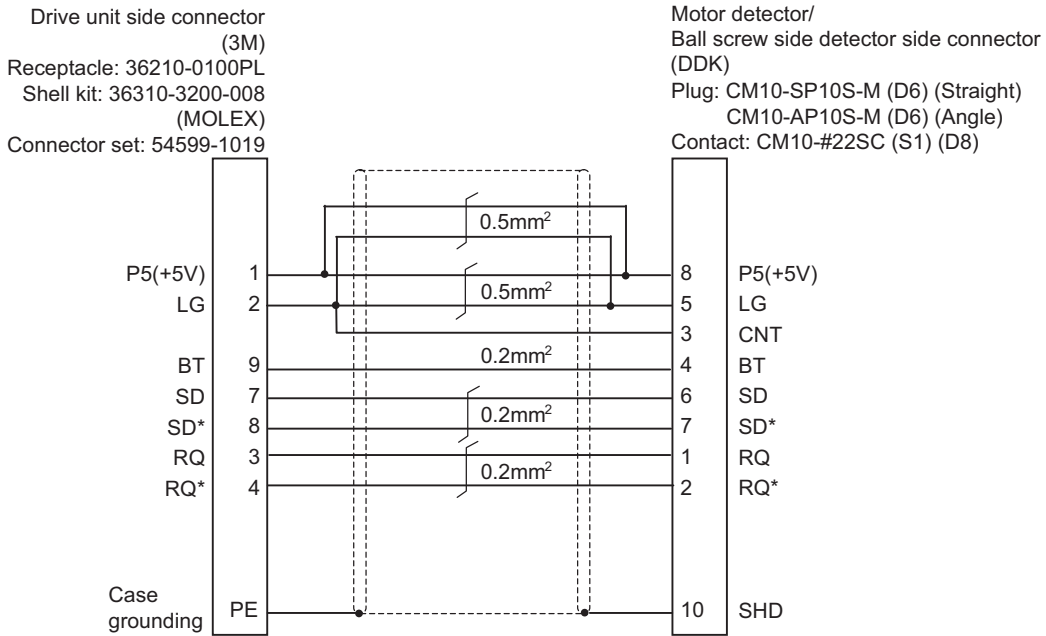 Drive unit side connector
(3M)
Receptacle: 36210-0100PL
Shell kit: 36310-3200-008
(MOLEX)
Connector set: 54599-1019
Motor detector/
Ball screw side detector side connector
(DDK)
Plug: CM10-SP10S-M (D6) (Straight)
CM10-AP10S-M (D6) (Angle)
Contact: CM10-#22SC (S1) (D8)
0.5mm²
P5(+5V) 1 8 P5(+5V)
0.5mm²
LG 2 5 LG
3 CNT
0.2mm²
BT 9 4 BT
SD 7 6 SD
0.2mm²
SD* 8 7 SD*
RQ 3 1 RQ
0.2mm²
RQ* 4 2 RQ*
Case
grounding PE 10 SHD